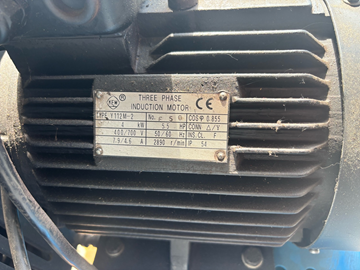 THREE PHASE
INDUCTION MOTOR
CE
TYPE Y112M-2 No. COSφ 0.855
4 kW 5.5 HP CONN △/Y
400/700 V 50/60 Hz INS.CL F
7.9/4.6 A 2890 r/min IP 54